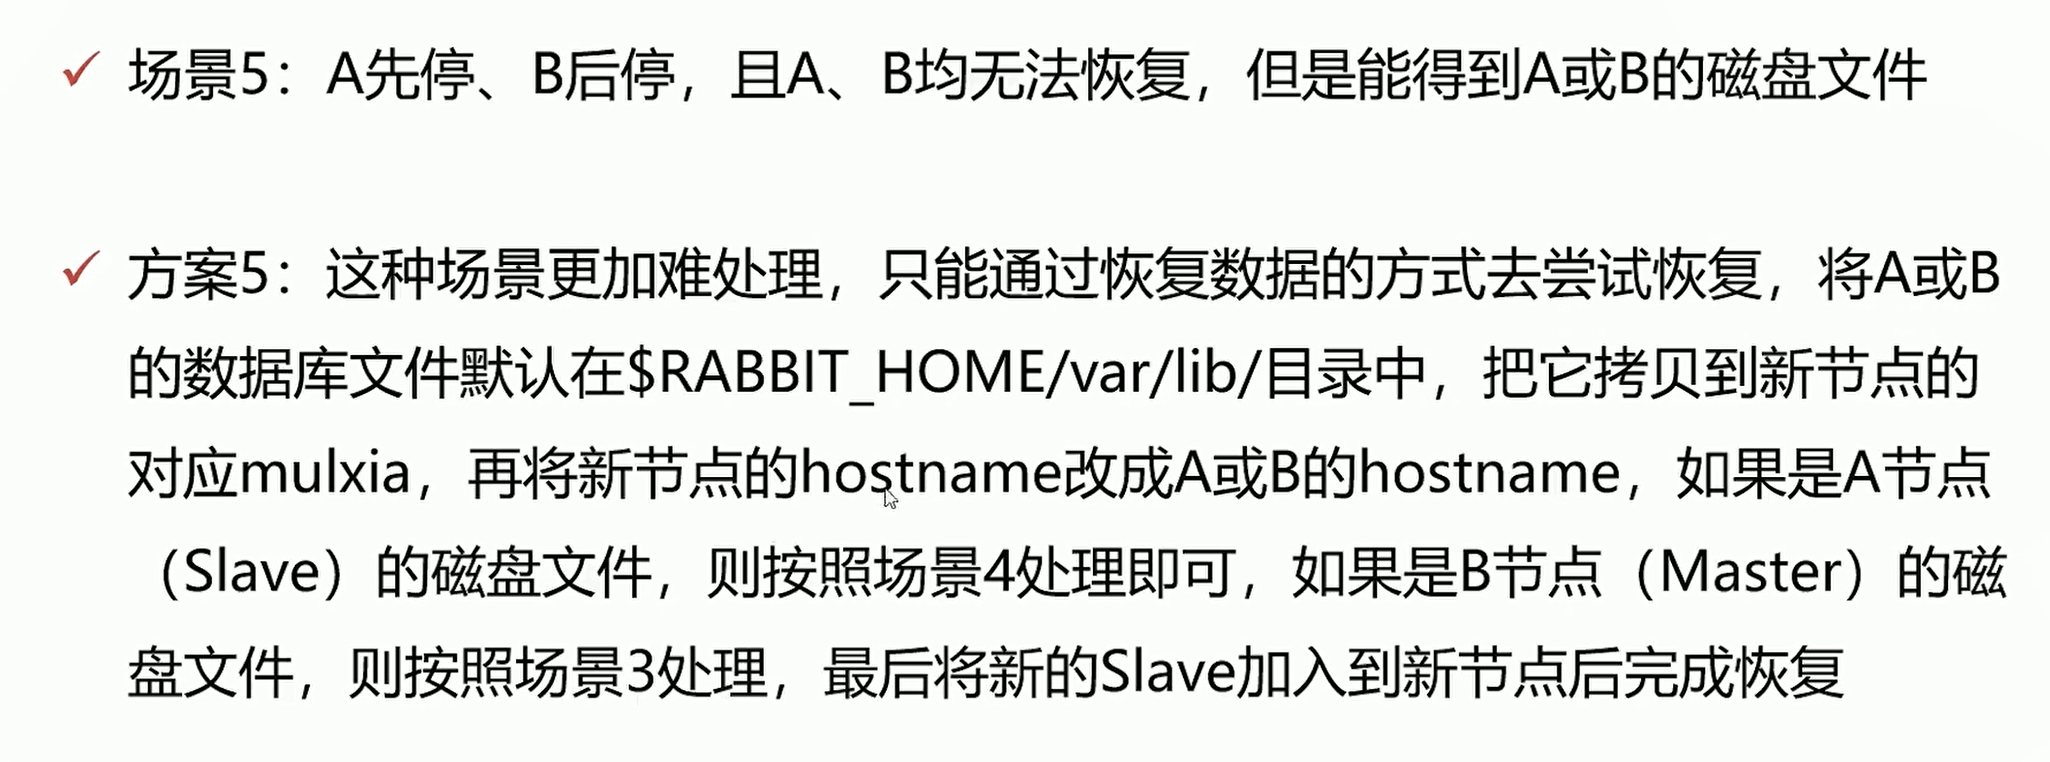 ✓ 场景5：A先停、B后停，且A、B均无法恢复，但是能得到A或B的磁盘文件
✓ 方案5：这种场景更加难处理，只能通过恢复数据的方式去尝试恢复，将A或B
的数据库文件默认在$RABBIT_HOME/var/lib/目录中，把它拷贝到新节点的
对应mulxia，再将新节点的hostname改成A或B的hostname，如果是A节点
（Slave）的磁盘文件，则按照场景4处理即可，如果是B节点（Master）的磁
盘文件，则按照场景3处理，最后将新的Slave加入到新节点后完成恢复